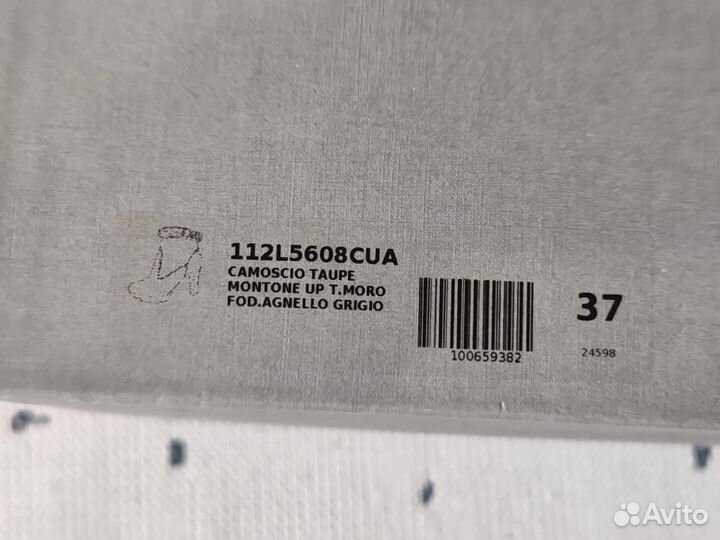 112L5608CUA
CAMOSCIO TAUPE
MONTONE UP T.MORO
FOD.AGNELLO GRIGIO
100659382
37
24598
Avito